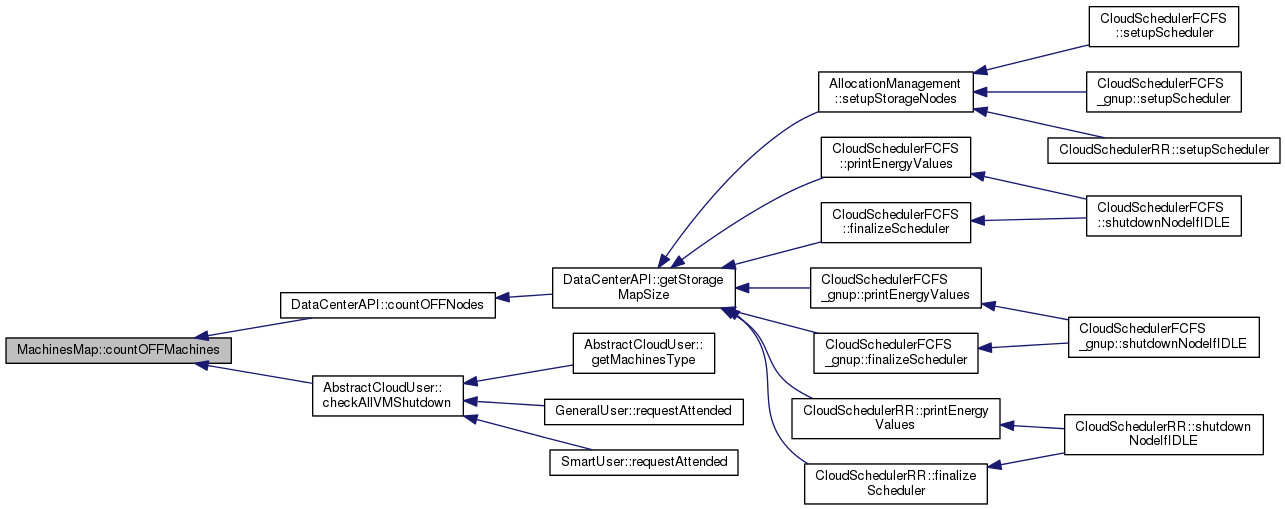 CloudSchedulerFCFS
::setupScheduler
AllocationManagement
::setupStorageNodes
CloudSchedulerFCFS
_gnup::setupScheduler
CloudSchedulerRR::setupScheduler
CloudSchedulerFCFS
::printEnergyValues
CloudSchedulerFCFS
::shutdownNodeIfIDLE
CloudSchedulerFCFS
::finalizeScheduler
DataCenterAPI::getStorage
MapSize
CloudSchedulerFCFS
_gnup::printEnergyValues
DataCenterAPI::countOFFNodes
CloudSchedulerFCFS
_gnup::shutdownNodeIfIDLE
MachinesMap::countOFFMachines
AbstractCloudUser::
getMachinesType
CloudSchedulerFCFS
_gnup::finalizeScheduler
AbstractCloudUser::
checkAllVMShutdown
GeneralUser::requestAttended
CloudSchedulerRR::printEnergy
Values
CloudSchedulerRR::shutdown
NodeIfIDLE
SmartUser::requestAttended
CloudSchedulerRR::finalize
Scheduler